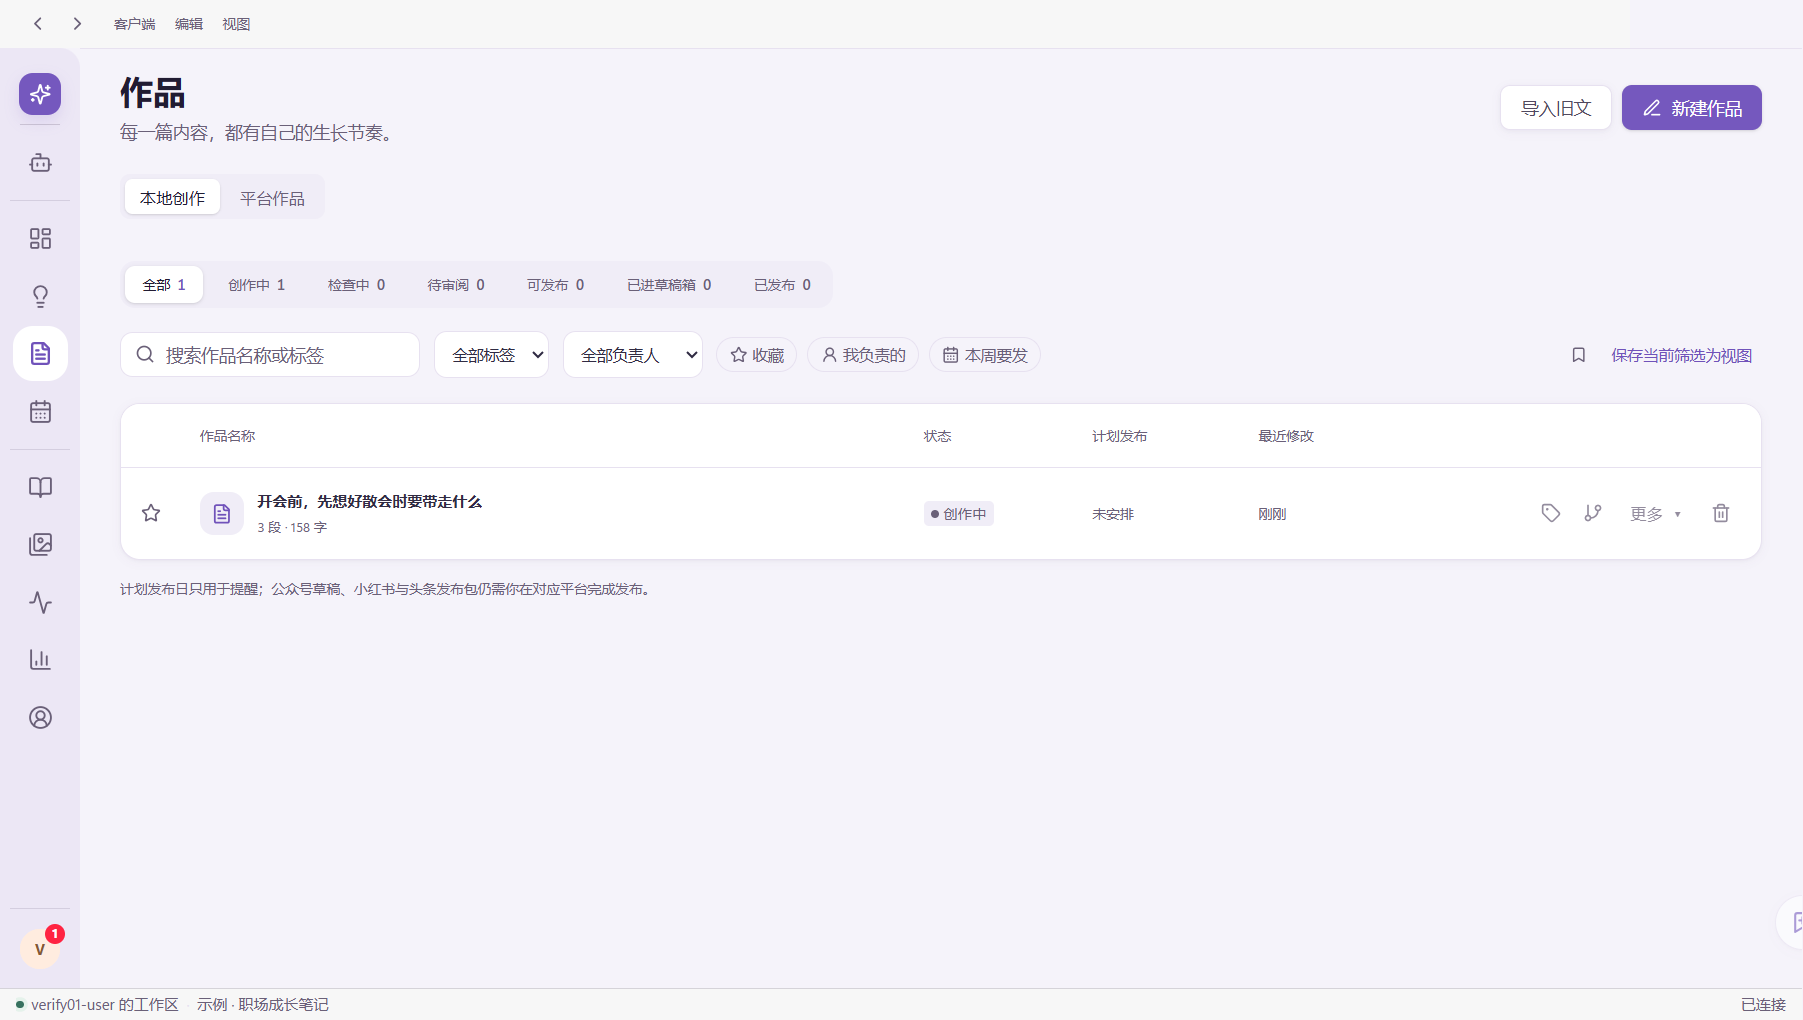 客户端 编辑 视图
作品
每一篇内容，都有自己的生长节奏。
导入旧文 新建作品
本地创作 平台作品
全部 1 创作中 1 检查中 0 待审阅 0 可发布 0 已进草稿箱 0 已发布 0
搜索作品名称或标签 全部标签 全部负责人 收藏 我负责的 本周要发 保存当前筛选为视图
作品名称 状态 计划发布 最近修改
开会前，先想好散会时要带走什么
3 段 · 158 字
创作中 未安排 刚刚 更多
计划发布日只用于提醒；公众号草稿、小红书与头条发布包仍需你在对应平台完成发布。
1
V
verify01-user 的工作区 · 示例 · 职场成长笔记 已连接